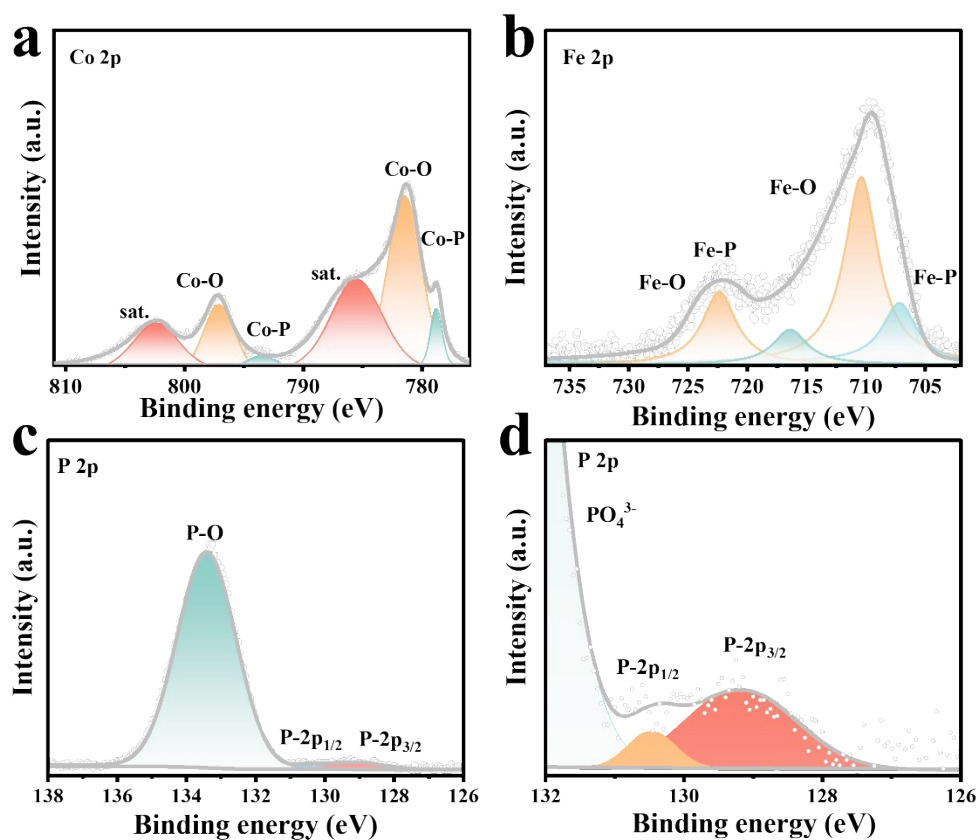 a
Co 2p
Intensity (a.u.)
sat.
Co-O
Co-P
sat.
Co-O
Co-P
810 800 790 780
Binding energy (eV)
b
Fe 2p
Intensity (a.u.)
Fe-O
Fe-P
Fe-O
Fe-P
735 730 725 720 715 710 705
Binding energy (eV)
c
P 2p
Intensity (a.u.)
P-O
P-2p1/2
P-2p3/2
138 136 134 132 130 128 126
Binding energy (eV)
d
P 2p
Intensity (a.u.)
PO₄³⁻
P-2p1/2
P-2p3/2
132 130 128 126
Binding energy (eV)